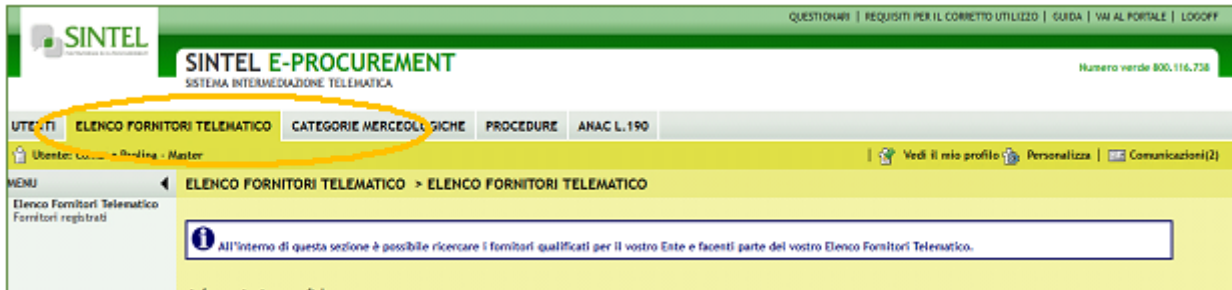 QUESTIONARI | REQUISITI PER IL CORRETTO UTILIZZO | GUIDA | VAI AL PORTALE | LOGOFF
SINTEL
SINTEL E-PROCUREMENT
SISTEMA INTERMEDIAZIONE TELEMATICA
Numero verde 800.116.738
UTENTI ELENCO FORNITORI TELEMATICO CATEGORIE MERCEOLOGICHE PROCEDURE ANAC L.190
Utente: - Master | Vedi il mio profilo Personalizza | Comunicazioni(2)
MENU ELENCO FORNITORI TELEMATICO > ELENCO FORNITORI TELEMATICO
Elenco Fornitori Telematico
Fornitori registrati
All'interno di questa sezione è possibile ricercare i fornitori qualificati per il vostro Ente e facenti parte del vostro Elenco Fornitori Telematico.